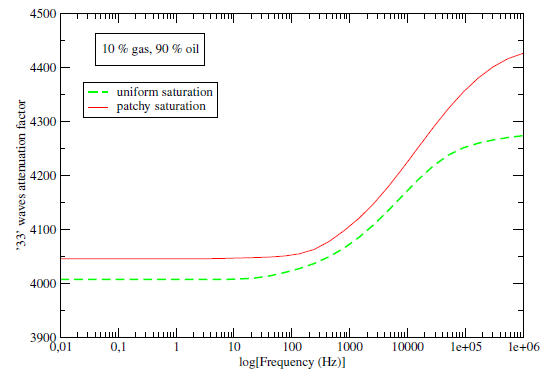 4500
4400
4300
4200
4100
4000
3900
'33' waves attenuation factor
10 % gas, 90 % oil
uniform saturation
patchy saturation
0,01 0,1 1 10 100 1000 10000 1e+05 1e+06
log[Frequency (Hz)]